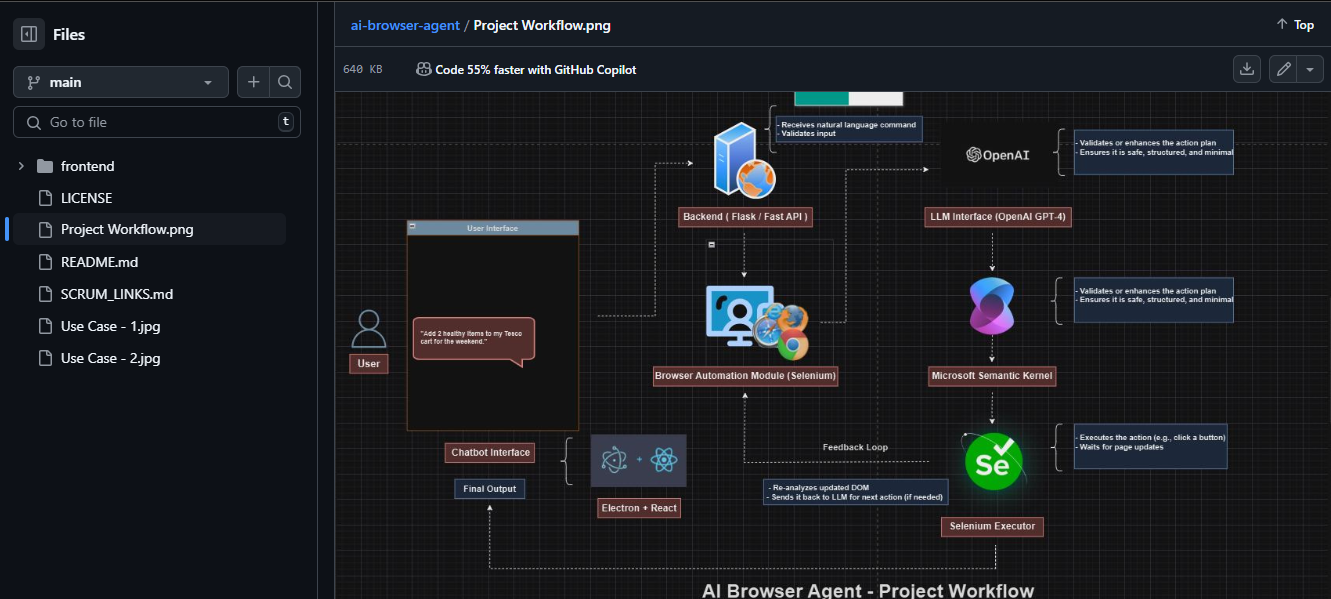 Files
main
Go to file
t
frontend
LICENSE
Project Workflow.png
README.md
SCRUM_LINKS.md
Use Case - 1.jpg
Use Case - 2.jpg
ai-browser-agent / Project Workflow.png
Top
640 KB
Code 55% faster with GitHub Copilot
- Receives natural language command
- Validates input
OpenAI
- Validates or enhances the action plan
- Ensures it is safe, structured, and minimal
Backend ( Flask / Fast API )
LLM Interface (OpenAI GPT-4)
User Interface
"Add 2 healthy items to my Tesco
cart for the weekend."
User
- Validates or enhances the action plan
- Ensures it is safe, structured, and minimal
Browser Automation Module (Selenium)
Microsoft Semantic Kernel
Chatbot Interface
Final Output
+
Electron + React
Feedback Loop
- Re-analyzes updated DOM
- Sends it back to LLM for next action (if needed)
Se
- Executes the action (e.g., click a button)
- Waits for page updates
Selenium Executor
AI Browser Agent - Project Workflow